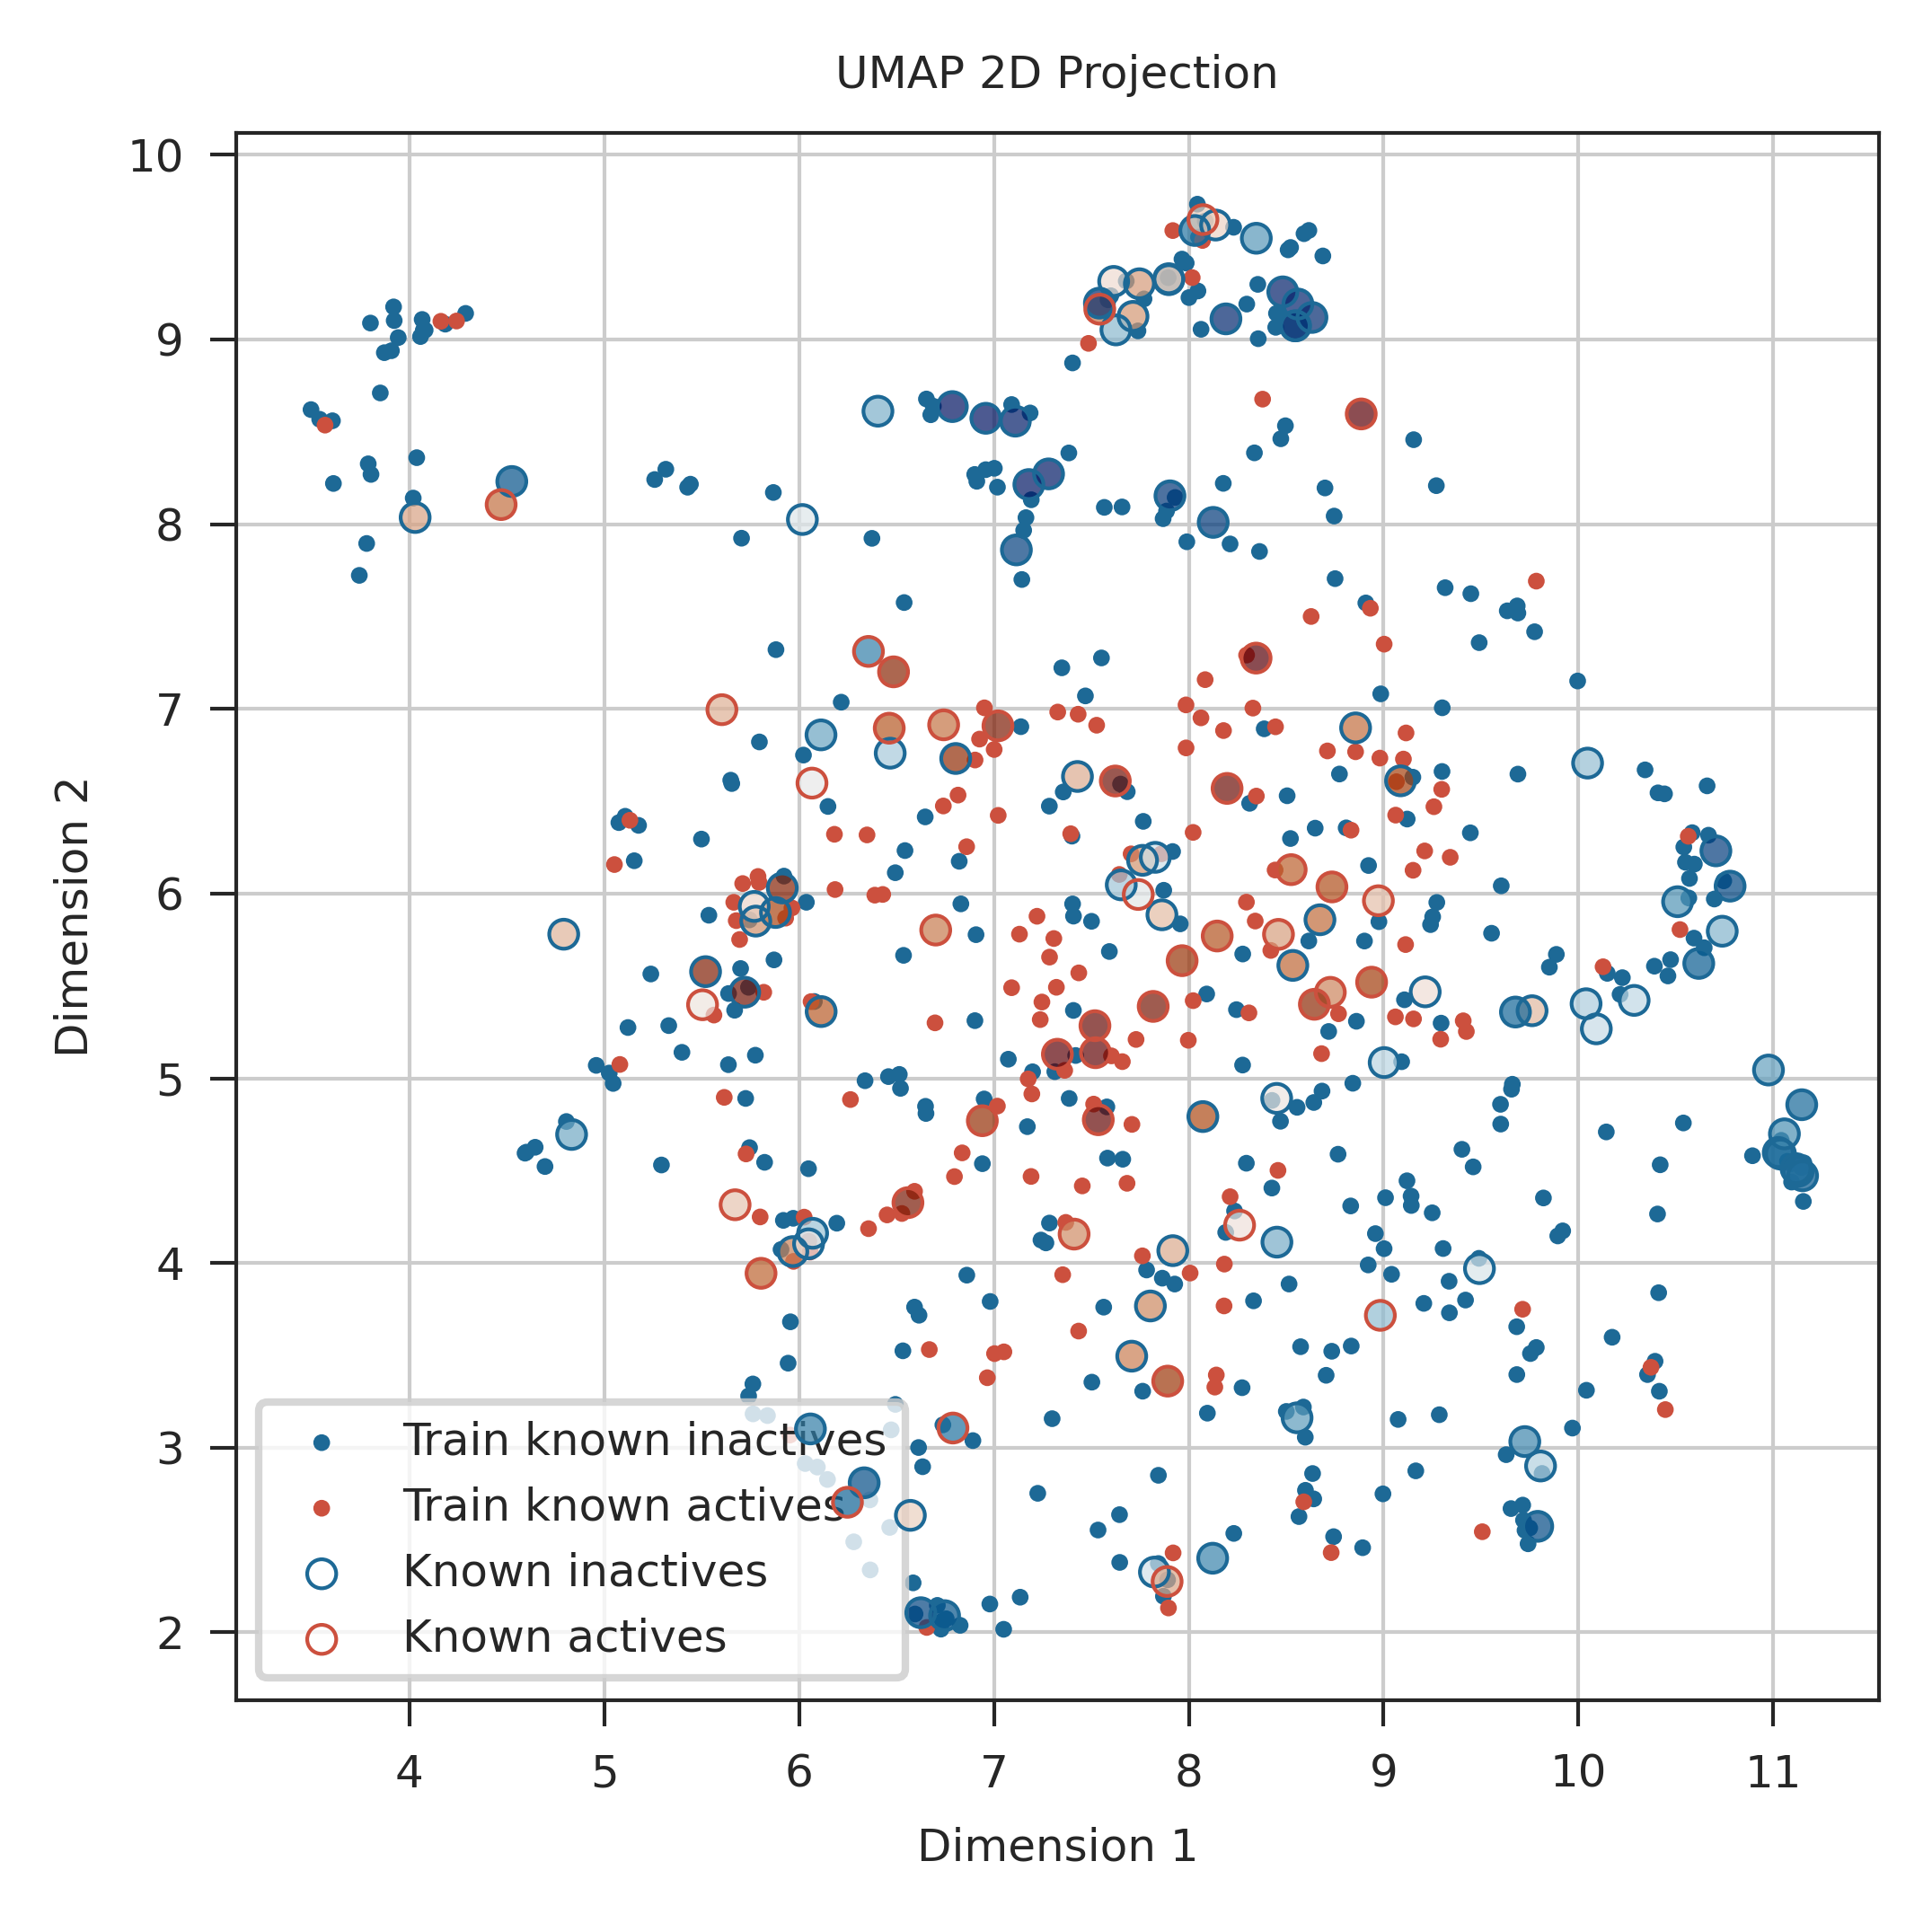 UMAP 2D Projection
10
9
8
7
6
5
4
3
2
Dimension 2
Train known inactives
Train known actives
Known inactives
Known actives
4 5 6 7 8 9 10 11
Dimension 1